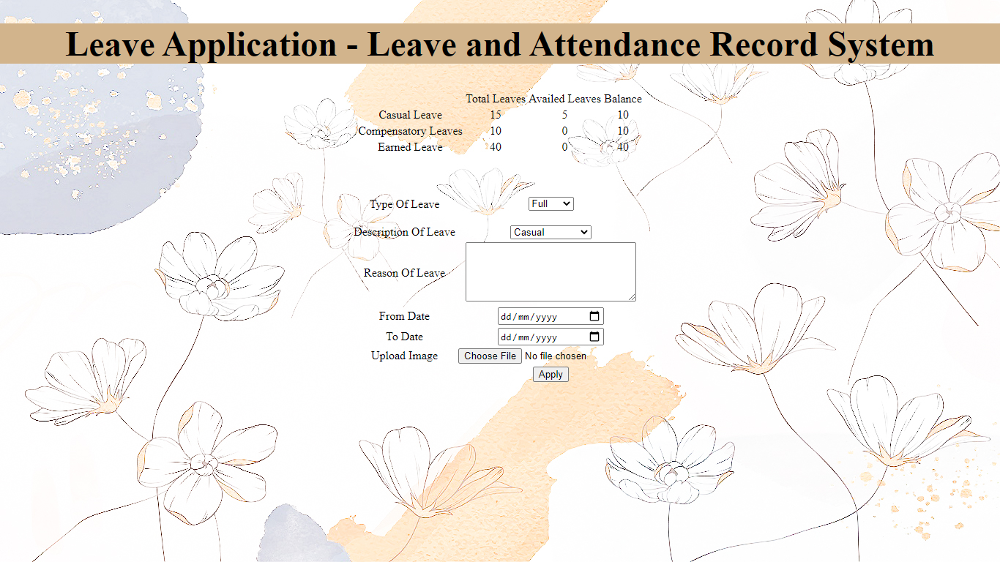 Leave Application - Leave and Attendance Record System
Total Leaves Availed Leaves Balance
Casual Leave 15 5 10
Compensatory Leaves 10 0 10
Earned Leave 40 0 40
Type Of Leave Full
Description Of Leave Casual
Reason Of Leave
From Date dd/mm/yyyy
To Date dd/mm/yyyy
Upload Image Choose File No file chosen
Apply